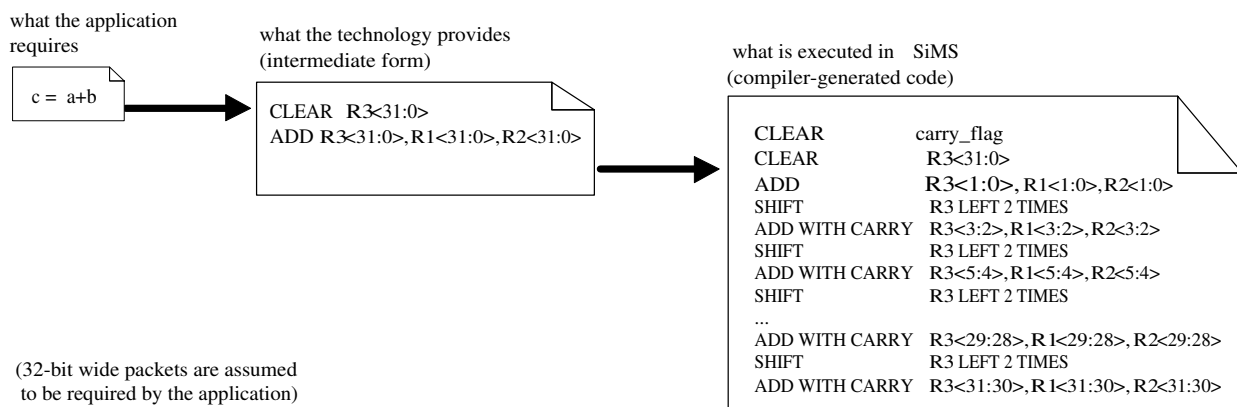 what the application
requires
c = a+b
what the technology provides
(intermediate form)
CLEAR R3<31:0>
ADD R3<31:0>, R1<31:0>, R2<31:0>
what is executed in SiMS
(compiler-generated code)
CLEAR carry_flag
CLEAR R3<31:0>
ADD R3<1:0>, R1<1:0>, R2<1:0>
SHIFT R3 LEFT 2 TIMES
ADD WITH CARRY R3<3:2>, R1<3:2>, R2<3:2>
SHIFT R3 LEFT 2 TIMES
ADD WITH CARRY R3<5:4>, R1<5:4>, R2<5:4>
SHIFT R3 LEFT 2 TIMES
...
ADD WITH CARRY R3<29:28>, R1<29:28>, R2<29:28>
SHIFT R3 LEFT 2 TIMES
ADD WITH CARRY R3<31:30>, R1<31:30>, R2<31:30>
(32-bit wide packets are assumed
to be required by the application)